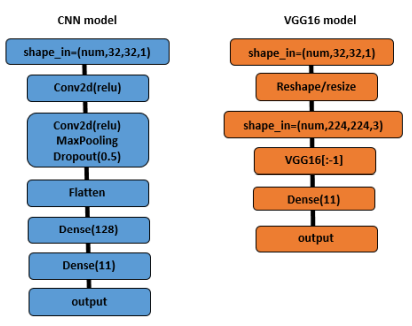 CNN model
shape_in=(num,32,32,1)
Conv2d(relu)
Conv2d(relu)
MaxPooling
Dropout(0.5)
Flatten
Dense(128)
Dense(11)
output
VGG16 model
shape_in=(num,32,32,1)
Reshape/resize
shape_in=(num,224,224,3)
VGG16[:-1]
Dense(11)
output